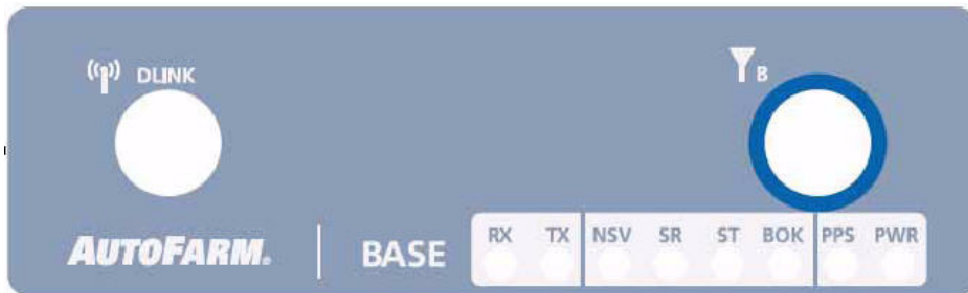 DLINK
B
AUTOFARM.
BASE
RX TX NSV SR ST BOK PPS PWR